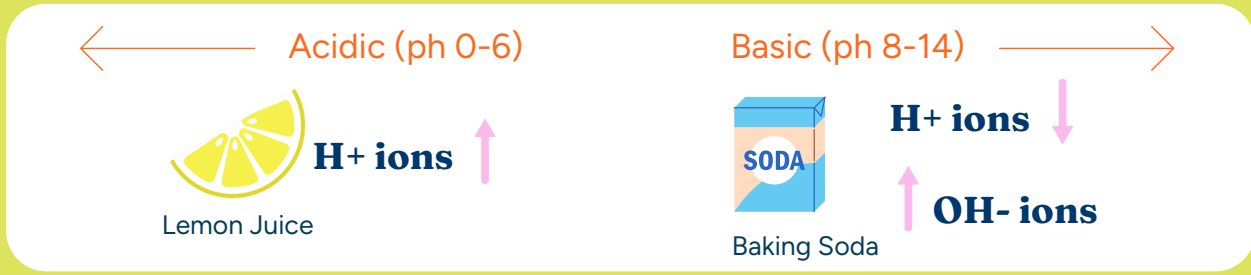 Acidic (ph 0-6)
Basic (ph 8-14)
H+ ions
Lemon Juice
SODA
Baking Soda
H+ ions
OH- ions